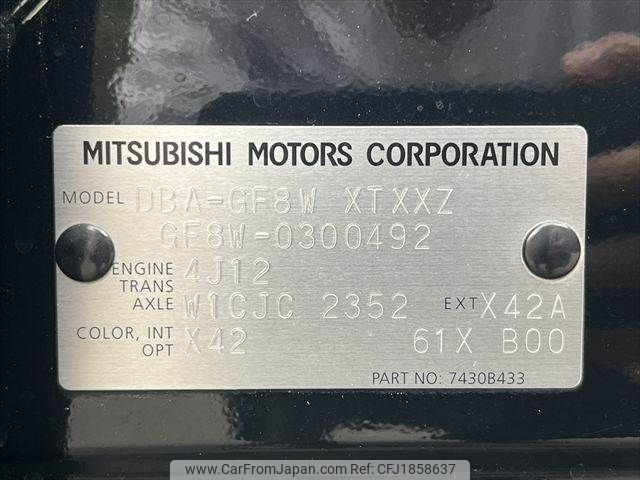 MITSUBISHI MOTORS CORPORATION
MODEL DBA-GF8W XTXXZ
GF8W-0300492
ENGINE 4J12
TRANS
AXLE W1CJC 2352 EXT X42A
COLOR, INT X42 61X B00
OPT
PART NO: 7430B433
www.CarFromJapan.com | © CarFromJapan | CFJ1858637